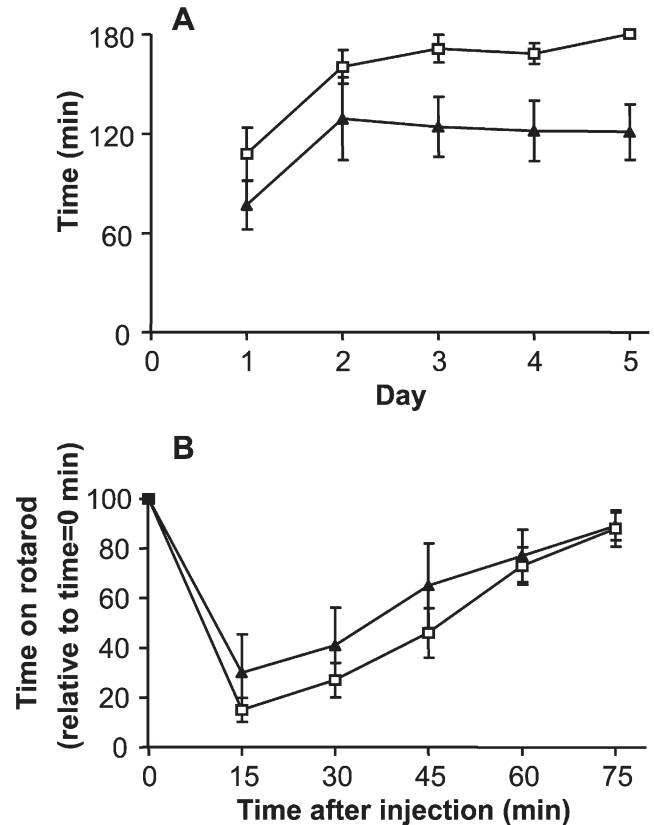 A
180
120
60
0
Time (min)
0 1 2 3 4 5
Day
B
100
80
60
40
20
0
Time on rotarod
(relative to time=0 min)
0 15 30 45 60 75
Time after injection (min)